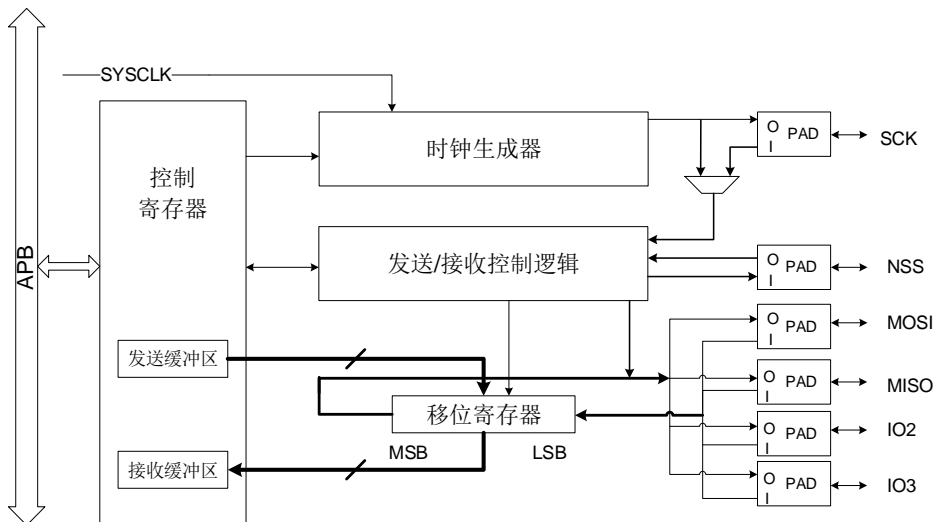 SYSCLK
时钟生成器
O
I
PAD
SCK
控制
寄存器
APB
发送/接收控制逻辑
O
I
PAD
NSS
O
I
PAD
MOSI
发送缓冲区
O
I
PAD
MISO
移位寄存器
MSB
LSB
O
I
PAD
IO2
接收缓冲区
O
I
PAD
IO3